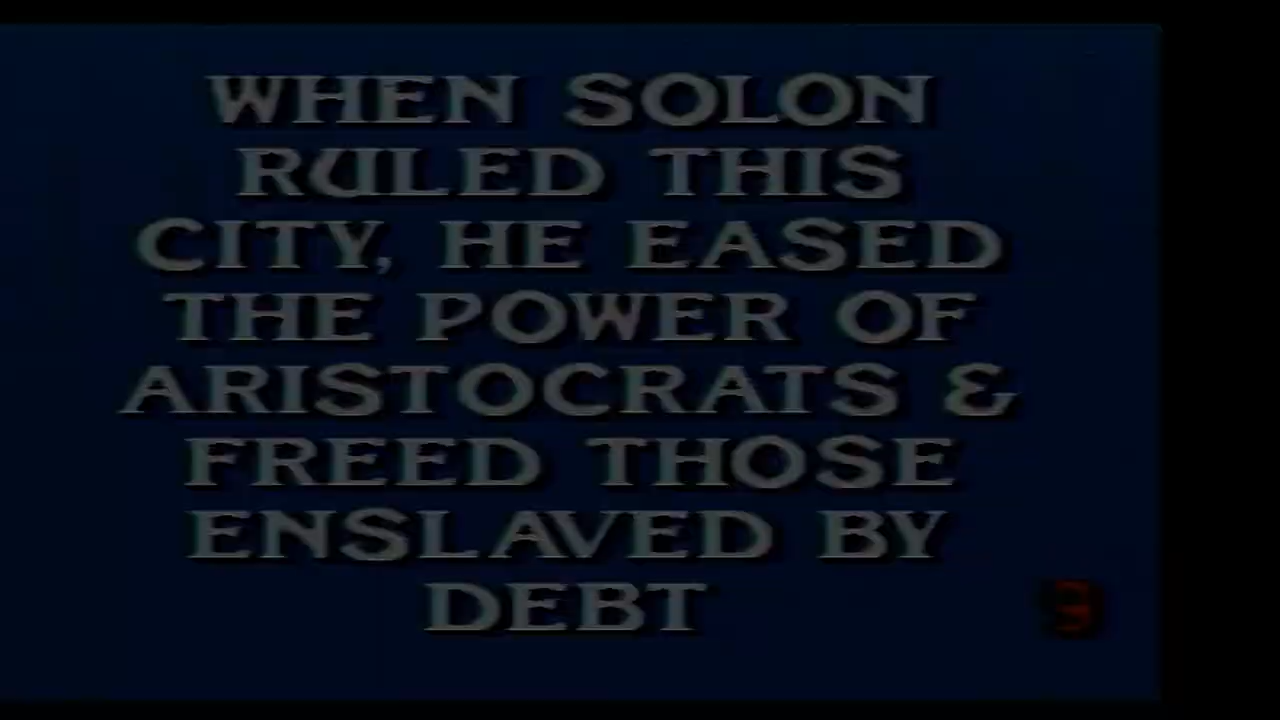 WHEN SOLON
RULED THIS
CITY, HE EASED
THE POWER OF
ARISTOCRATS &
FREED THOSE
ENSLAVED BY
DEBT
3